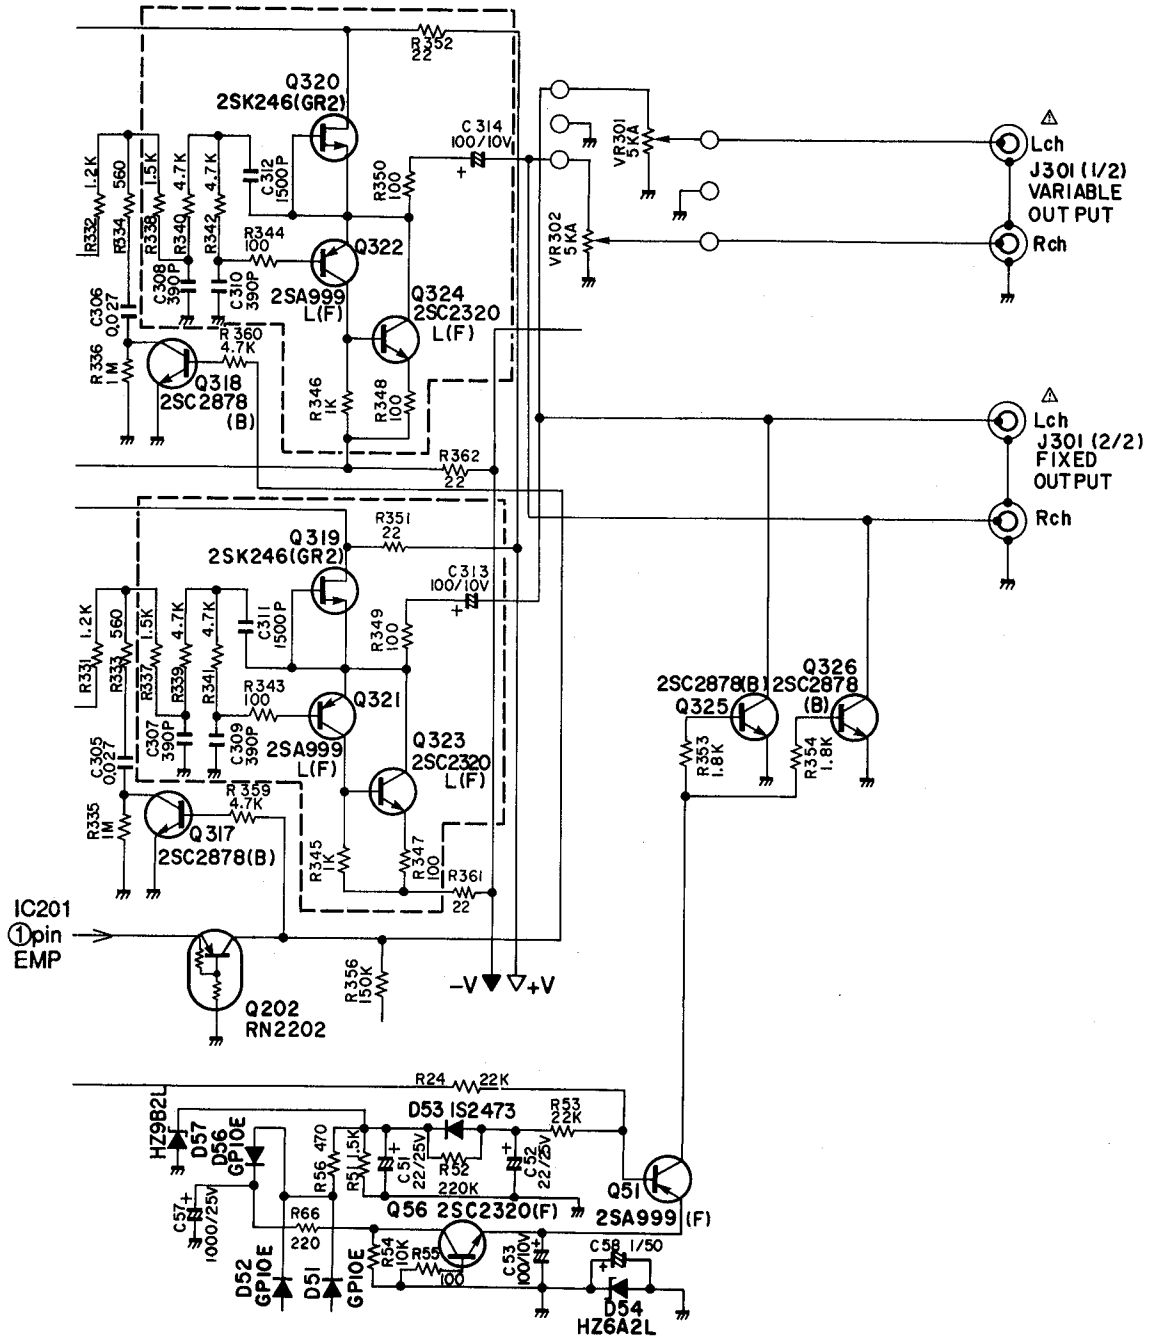 R352
22
Q320
2SK246(GR2)
1.2K
560
1.5K
4.7K
4.7K
C312
1500P
R350
100
C314
100/10V
+
VR301
5KA
Lch
J301(1/2)
VARIABLE
OUTPUT
Rch
R332
R334
R338
R340
R342
R344
100
Q322
VR302
5KA
C308
390P
C310
390P
2SA999
L(F)
Q324
2SC2320
L(F)
C306
0.027
R360
4.7K
R336
1M
Q318
2SC2878
(B)
R346
1K
R348
100
Lch
J301(2/2)
FIXED
OUTPUT
Rch
R362
22
R351
22
Q319
2SK246(GR2)
C313
100/10V
+
1.2K
560
1.5K
4.7K
4.7K
C311
1500P
R349
100
R331
R333
R337
R339
R341
R343
100
Q321
C307
390P
C309
390P
2SA999
L(F)
Q323
2SC2320
L(F)
C305
0.027
R359
4.7K
R335
1M
Q317
2SC2878(B)
R345
1K
R347
100
R361
22
Q326
2SC2878(B)
2SC2878
(B)
Q325
R353
1.8K
R354
1.8K
IC201
①pin
EMP
R356
150K
-V
+V
Q202
RN2202
R24
22K
HZ9B2L
D57
D56
GP10E
R56
470
R51
1.5K
C51
22/25V
+
D53 1S2473
R52
220K
C52
22/25V
+
R53
22K
Q51
2SA999(F)
C57
1000/25V
+
R66
220
Q56 2SC2320(F)
R54
10K
R55
100
C53
100/10V
+
C58 1/50
+
D52
GP10E
D51
GP10E
D54
HZ6A2L